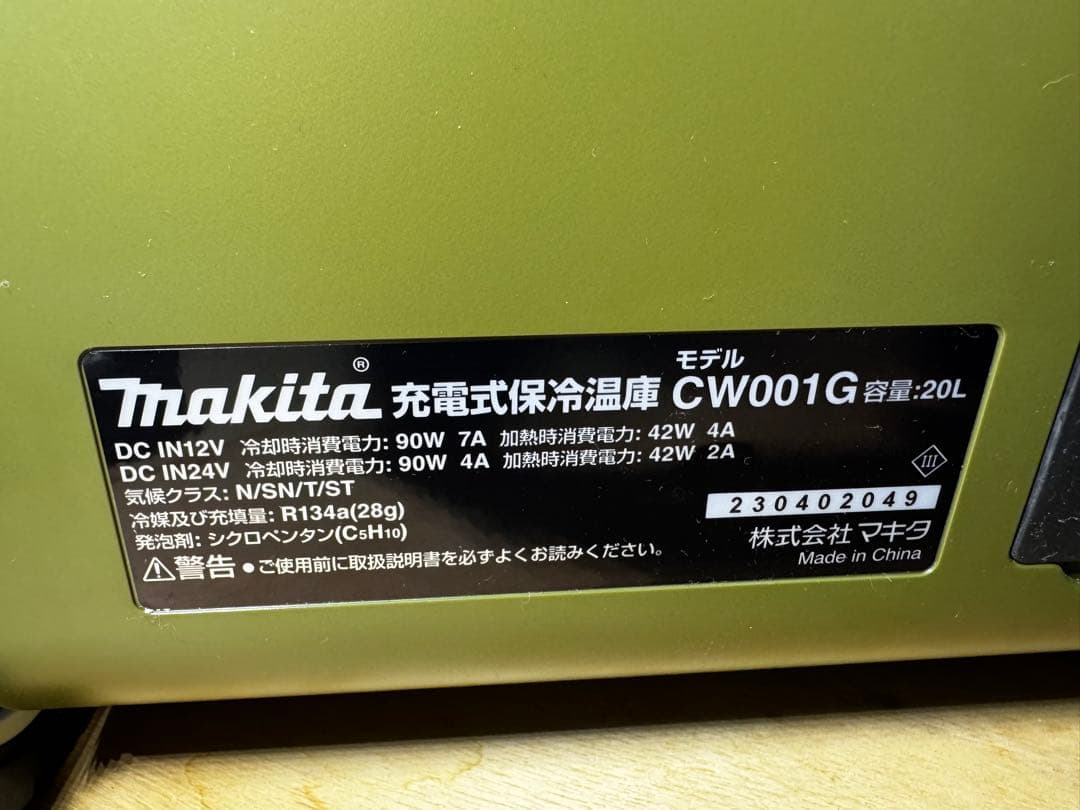 makita® 充電式保冷温庫 モデル CW001G 容量:20L
DC IN12V 冷却時消費電力: 90W 7A 加熱時消費電力: 42W 4A
DC IN24V 冷却時消費電力: 90W 4A 加熱時消費電力: 42W 2A
気候クラス: N/SN/T/ST
III
冷媒及び充填量: R134a(28g)
230402049
発泡剤: シクロペンタン(C5H10)
株式会社 マキタ
⚠警告 ●ご使用前に取扱説明書を必ずよくお読みください。
Made in China